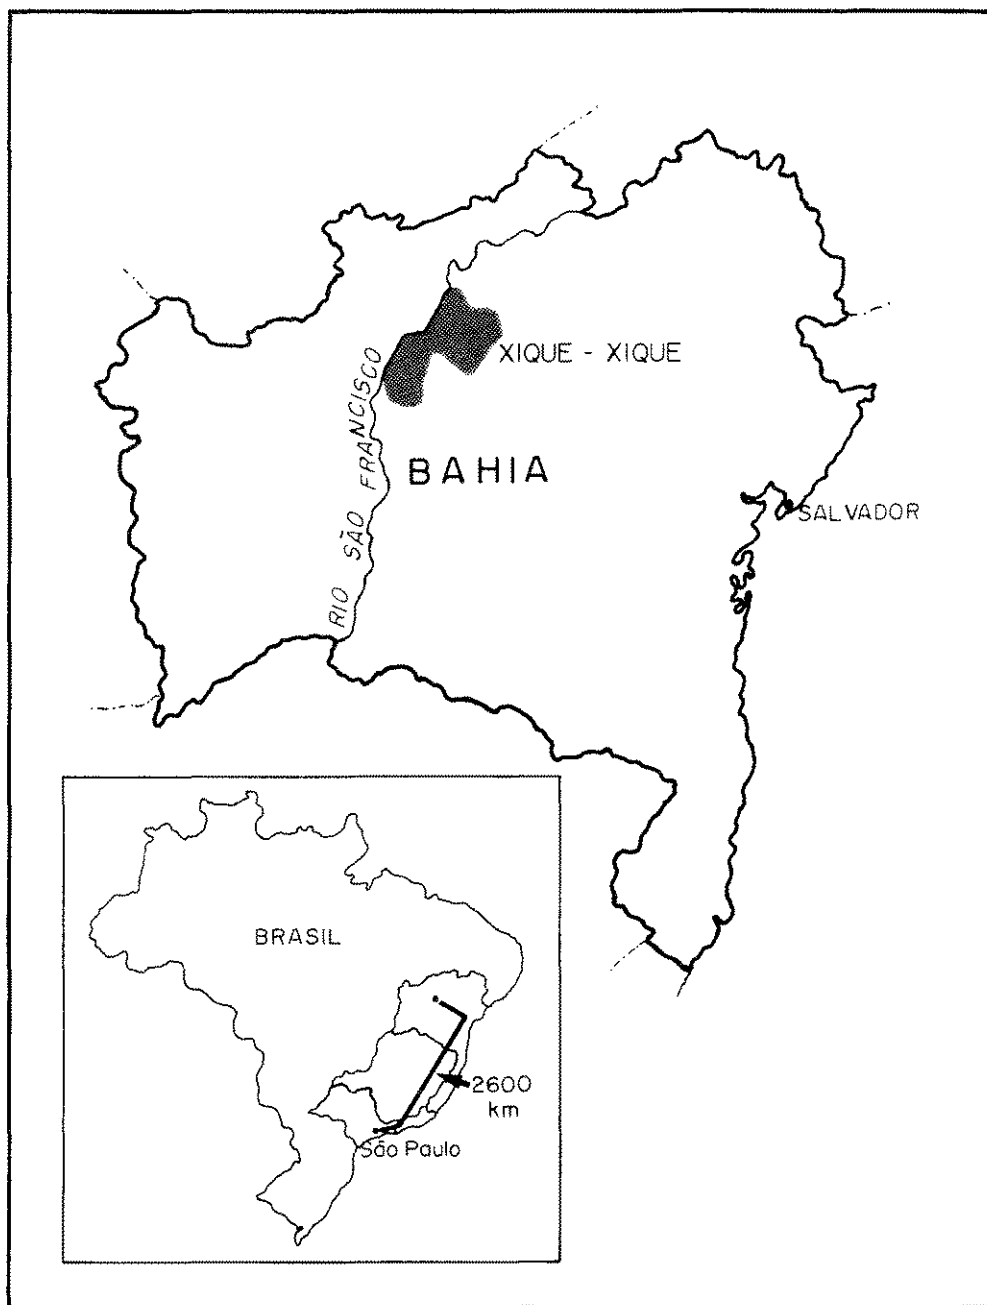 XIQUE - XIQUE
RIO SÃO FRANCISCO
BAHIA
SALVADOR
BRASIL
2600
km
São Paulo